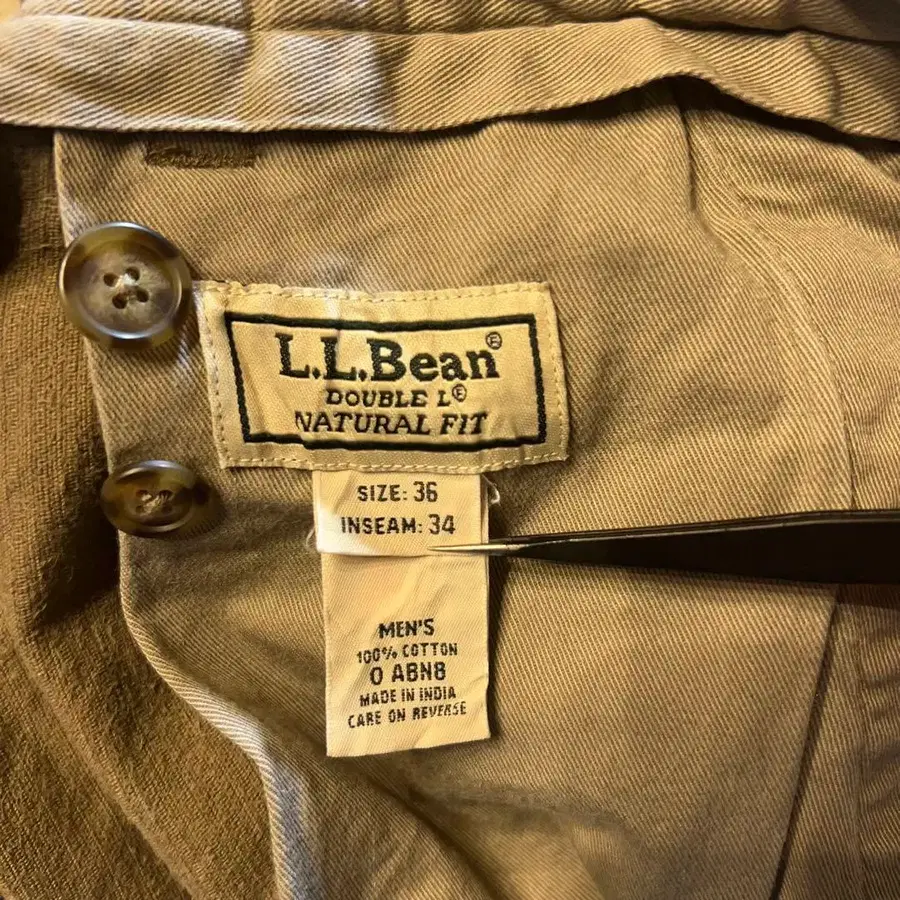 L.L.Bean®
DOUBLE L®
NATURAL FIT
SIZE: 36
INSEAM: 34
MEN'S
100% COTTON
0 ABN8
MADE IN INDIA
CARE ON REVERSE